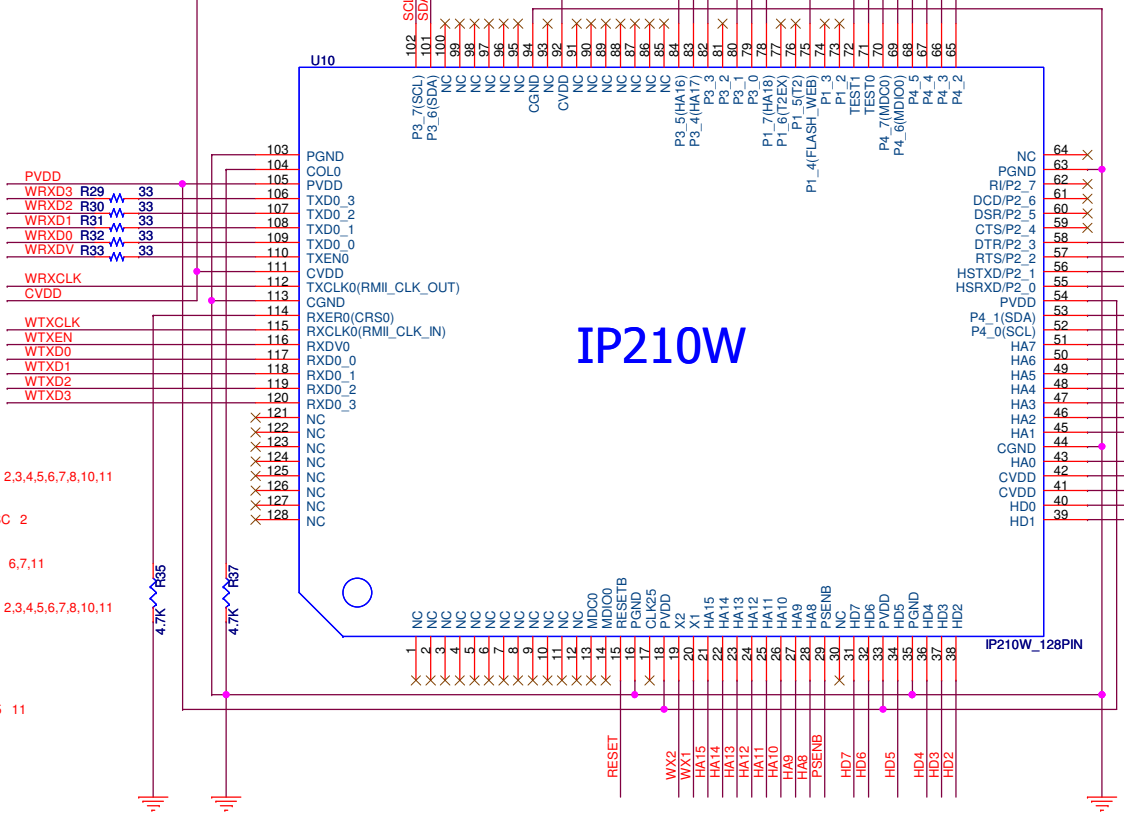 SCL
SDA
102
101
100
99
98
97
96
95
94
93
92
91
90
89
88
87
86
85
84
83
82
81
80
79
78
77
76
75
74
73
72
71
70
69
68
67
66
65
U10
P3_7(SCL)
P3_6(SDA)
NC
NC
NC
NC
NC
NC
CGND
NC
CVDD
NC
NC
NC
NC
NC
NC
NC
P3_5(HA16)
P3_4(HA17)
P3_3
P3_2
P3_1
P3_0
P1_7(HA18)
P1_6(T2EX)
P1_5(T2)
P1_4(FLASH_WEB)
P1_3
P1_2
TEST1
TEST0
P4_7(MDC0)
P4_6(MDIO0)
P4_5
P4_4
P4_3
P4_2
103 PGND
104 COL0
PVDD 105 PVDD
WRXD3 R29 33 106 TXD0_3
WRXD2 R30 33 107 TXD0_2
WRXD1 R31 33 108 TXD0_1
WRXD0 R32 33 109 TXD0_0
WRXDV R33 33 110 TXEN0
111 CVDD
WRXCLK 112 TXCLK0(RMII_CLK_OUT)
CVDD 113 CGND
114 RXER0(CRS0)
WTXCLK 115 RXCLK0(RMII_CLK_IN)
WTXEN 116 RXDV0
WTXD0 117 RXD0_0
WTXD1 118 RXD0_1
WTXD2 119 RXD0_2
WTXD3 120 RXD0_3
121 NC
122 NC
123 NC
124 NC
125 NC
126 NC
127 NC
128 NC
IP210W
NC 64
PGND 63
RI/P2_7 62
DCD/P2_6 61
DSR/P2_5 60
CTS/P2_4 59
DTR/P2_3 58
RTS/P2_2 57
HSTXD/P2_1 56
HSRXD/P2_0 55
PVDD 54
P4_1(SDA) 53
P4_0(SCL) 52
HA7 51
HA6 50
HA5 49
HA4 48
HA3 47
HA2 46
HA1 45
CGND 44
HA0 43
CVDD 42
CVDD 41
HD0 40
HD1 39
2,3,4,5,6,7,8,10,11
C 2
6,7,11
2,3,4,5,6,7,8,10,11
11
R35
4.7K
R37
4.7K
NC
NC
NC
NC
NC
NC
NC
NC
NC
NC
NC
NC
MDC0
MDIO0
RESETB
PGND
CLK25
PVDD
X2
X1
HA15
HA14
HA13
HA12
HA11
HA10
HA9
HA8
PSENB
NC
HD7
HD6
PVDD
HD5
PGND
HD4
HD3
HD2
IP210W_128PIN
1
2
3
4
5
6
7
8
9
10
11
12
13
14
15
16
17
18
19
20
21
22
23
24
25
26
27
28
29
30
31
32
33
34
35
36
37
38
RESET
WX2
WX1
HA15
HA14
HA13
HA12
HA11
HA10
HA9
HA8
PSENB
HD7
HD6
HD5
HD4
HD3
HD2